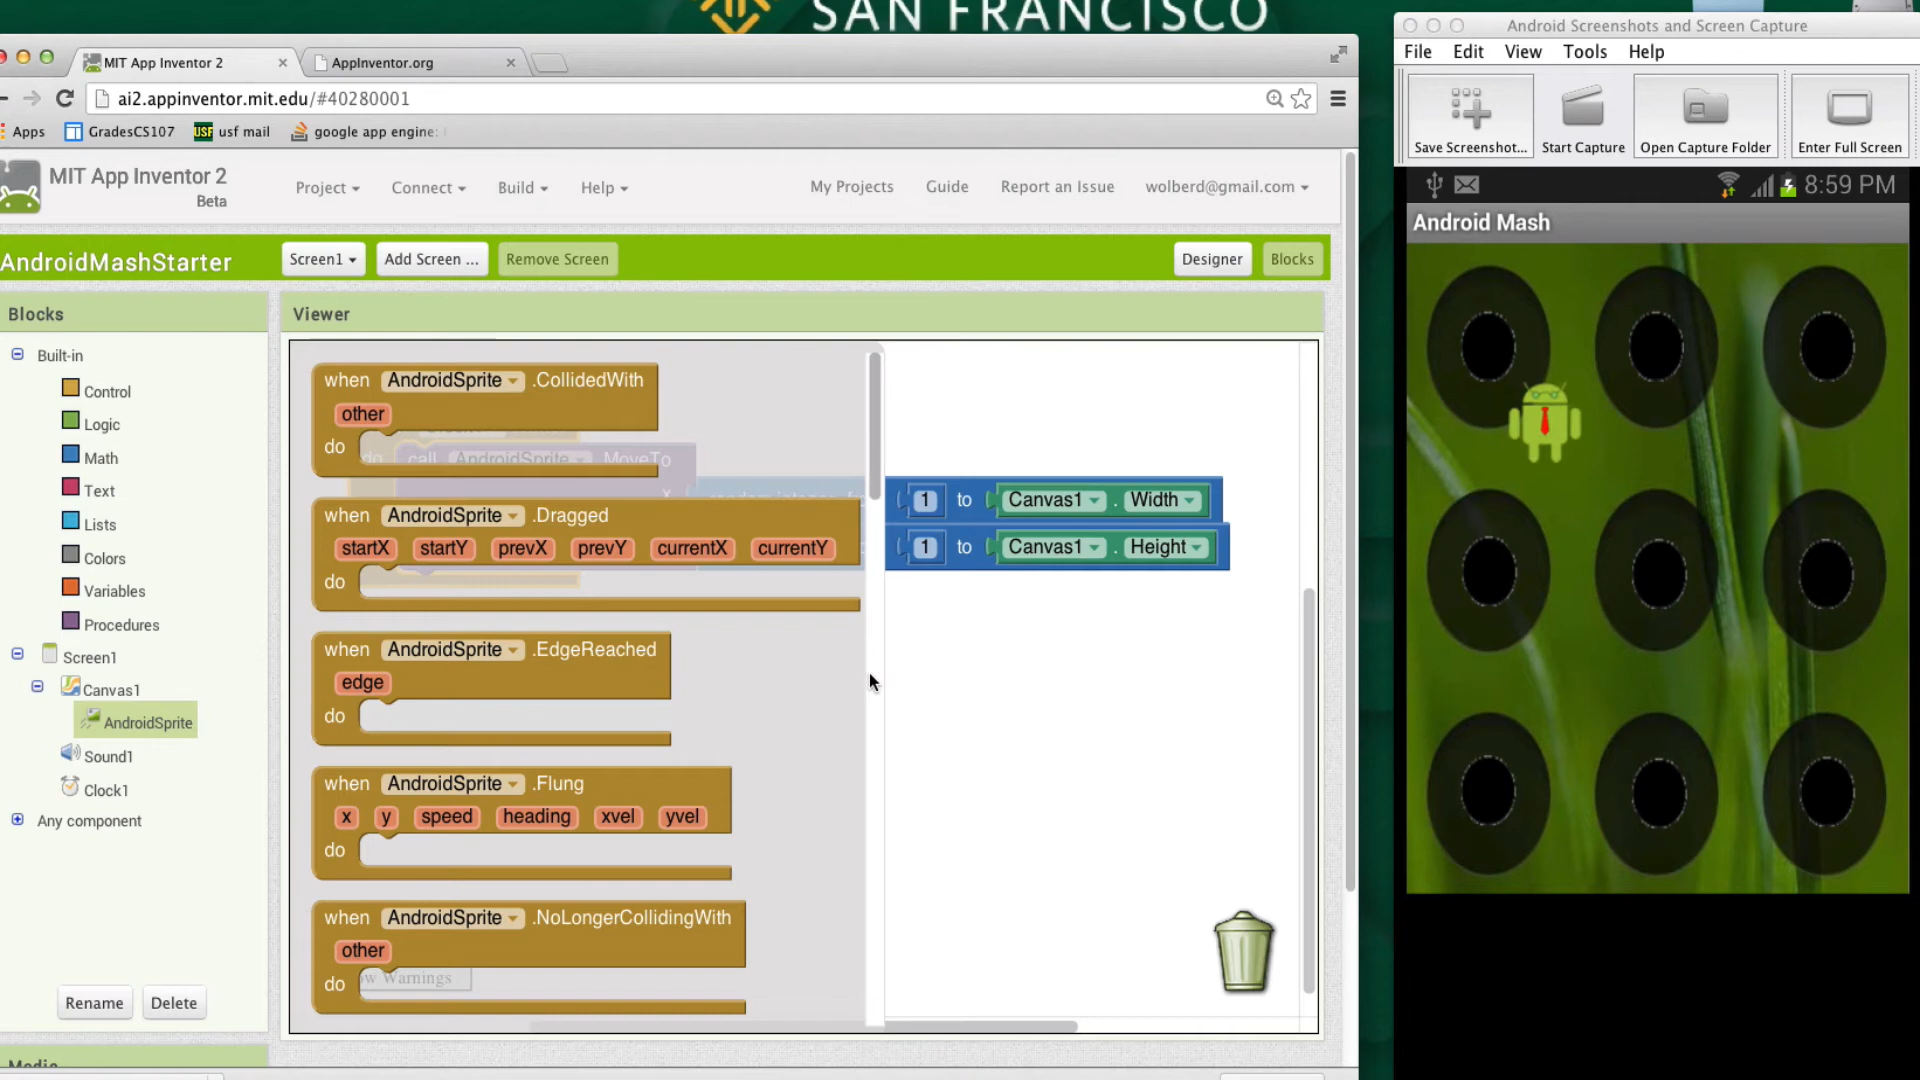 SAN FRANCISCO
MIT App Inventor 2
AppInventor.org
ai2.appinventor.mit.edu/#40280001
Apps
GradesCS107
USF usf mail
google app engine:
MIT App Inventor 2
Beta
Project
Connect
Build
Help
My Projects
Guide
Report an Issue
wolberd@gmail.com
AndroidMashStarter
Screen1
Add Screen ...
Remove Screen
Designer
Blocks
Blocks
Built-in
Control
Logic
Math
Text
Lists
Colors
Variables
Procedures
Screen1
Canvas1
AndroidSprite
Sound1
Clock1
Any component
Rename
Delete
Media
Viewer
when AndroidSprite .CollidedWith
other
do
do call AndroidSprite .MoveTo
x
when AndroidSprite .Dragged
startX startY prevX prevY currentX currentY
do
when AndroidSprite .EdgeReached
edge
do
when AndroidSprite .Flung
x y speed heading xvel yvel
do
when AndroidSprite .NoLongerCollidingWith
other
do
Warnings
1 to Canvas1 . Width
1 to Canvas1 . Height
Android Screenshots and Screen Capture
File Edit View Tools Help
Save Screenshot...
Start Capture
Open Capture Folder
Enter Full Screen
8:59 PM
Android Mash